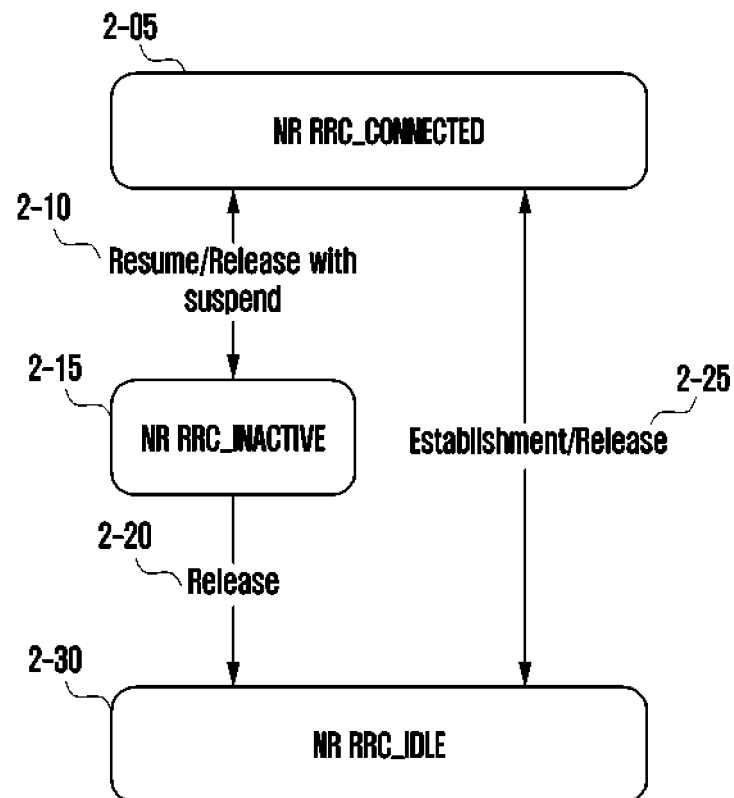 2-05
NR RRC_CONNECTED
2-10
Resume/Release with
suspend
2-15
NR RRC_INACTIVE
2-25
Establishment/Release
2-20
Release
2-30
NR RRC_IDLE